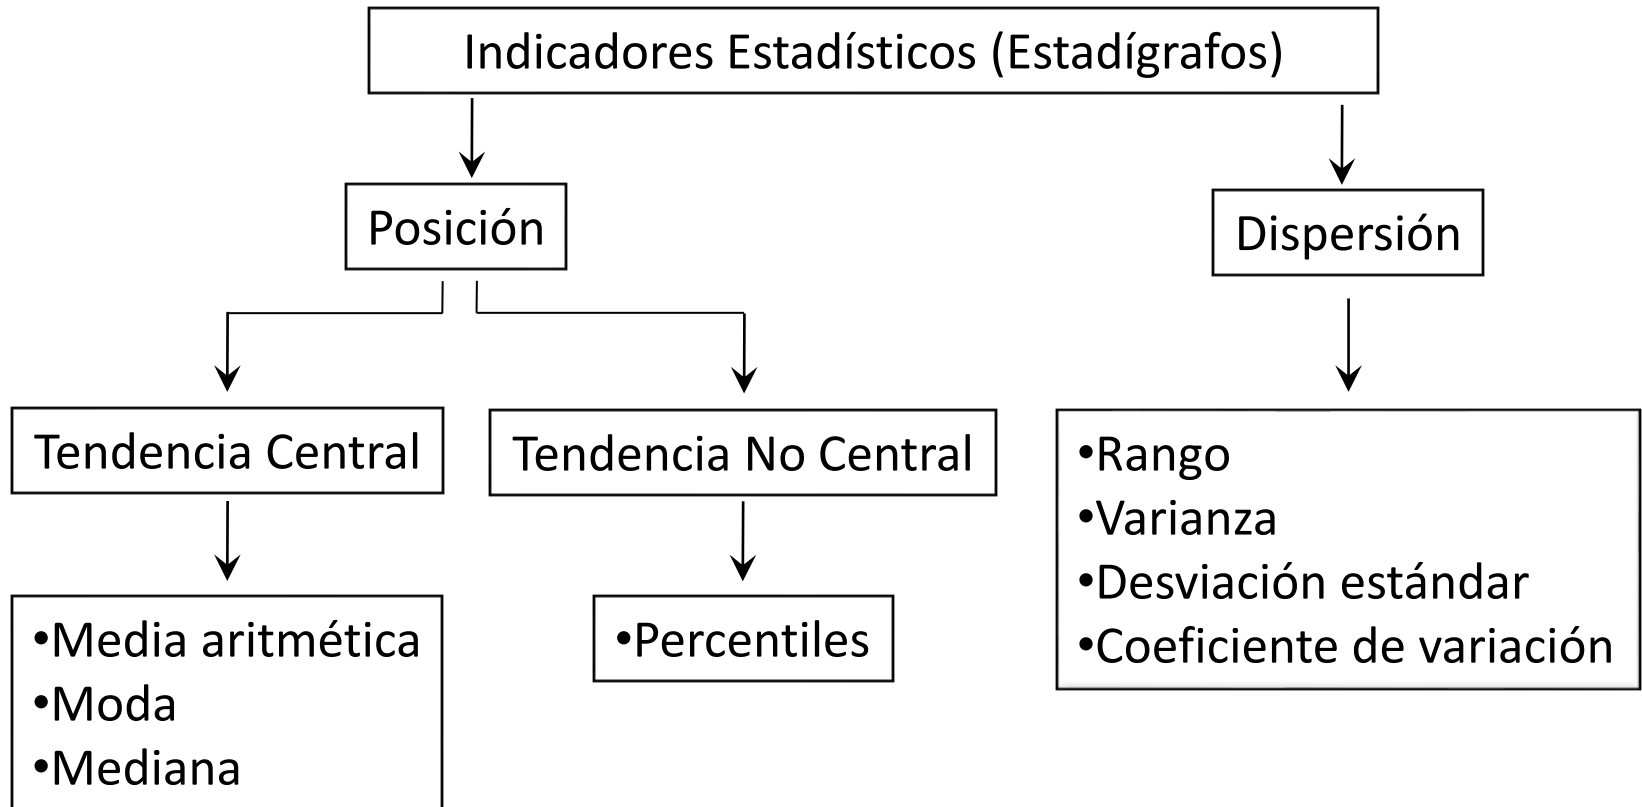 Indicadores Estadísticos (Estadígrafos)
Posición
Dispersión
Tendencia Central
Tendencia No Central
•Media aritmética
•Moda
•Mediana
•Percentiles
•Rango
•Varianza
•Desviación estándar
•Coeficiente de variación